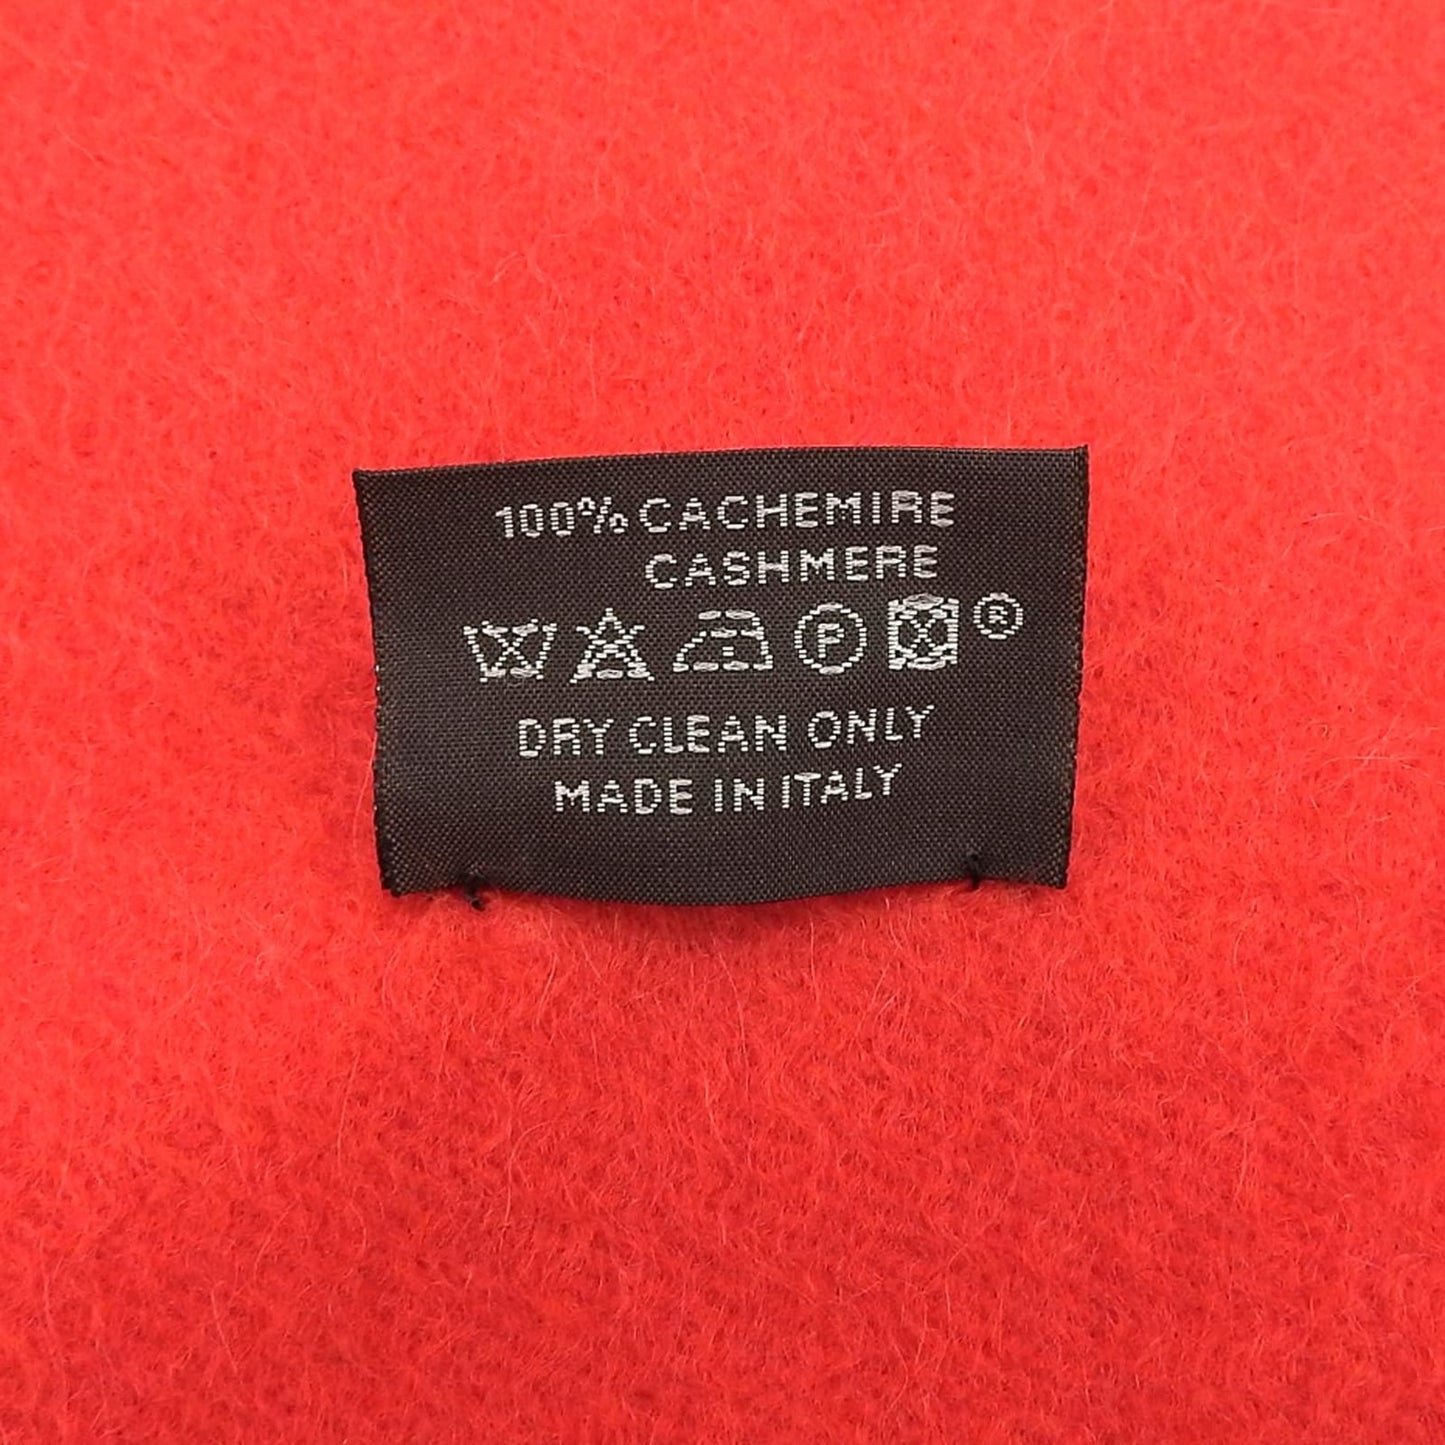 100% CACHEMIRE
CASHMERE
P ®
DRY CLEAN ONLY
MADE IN ITALY